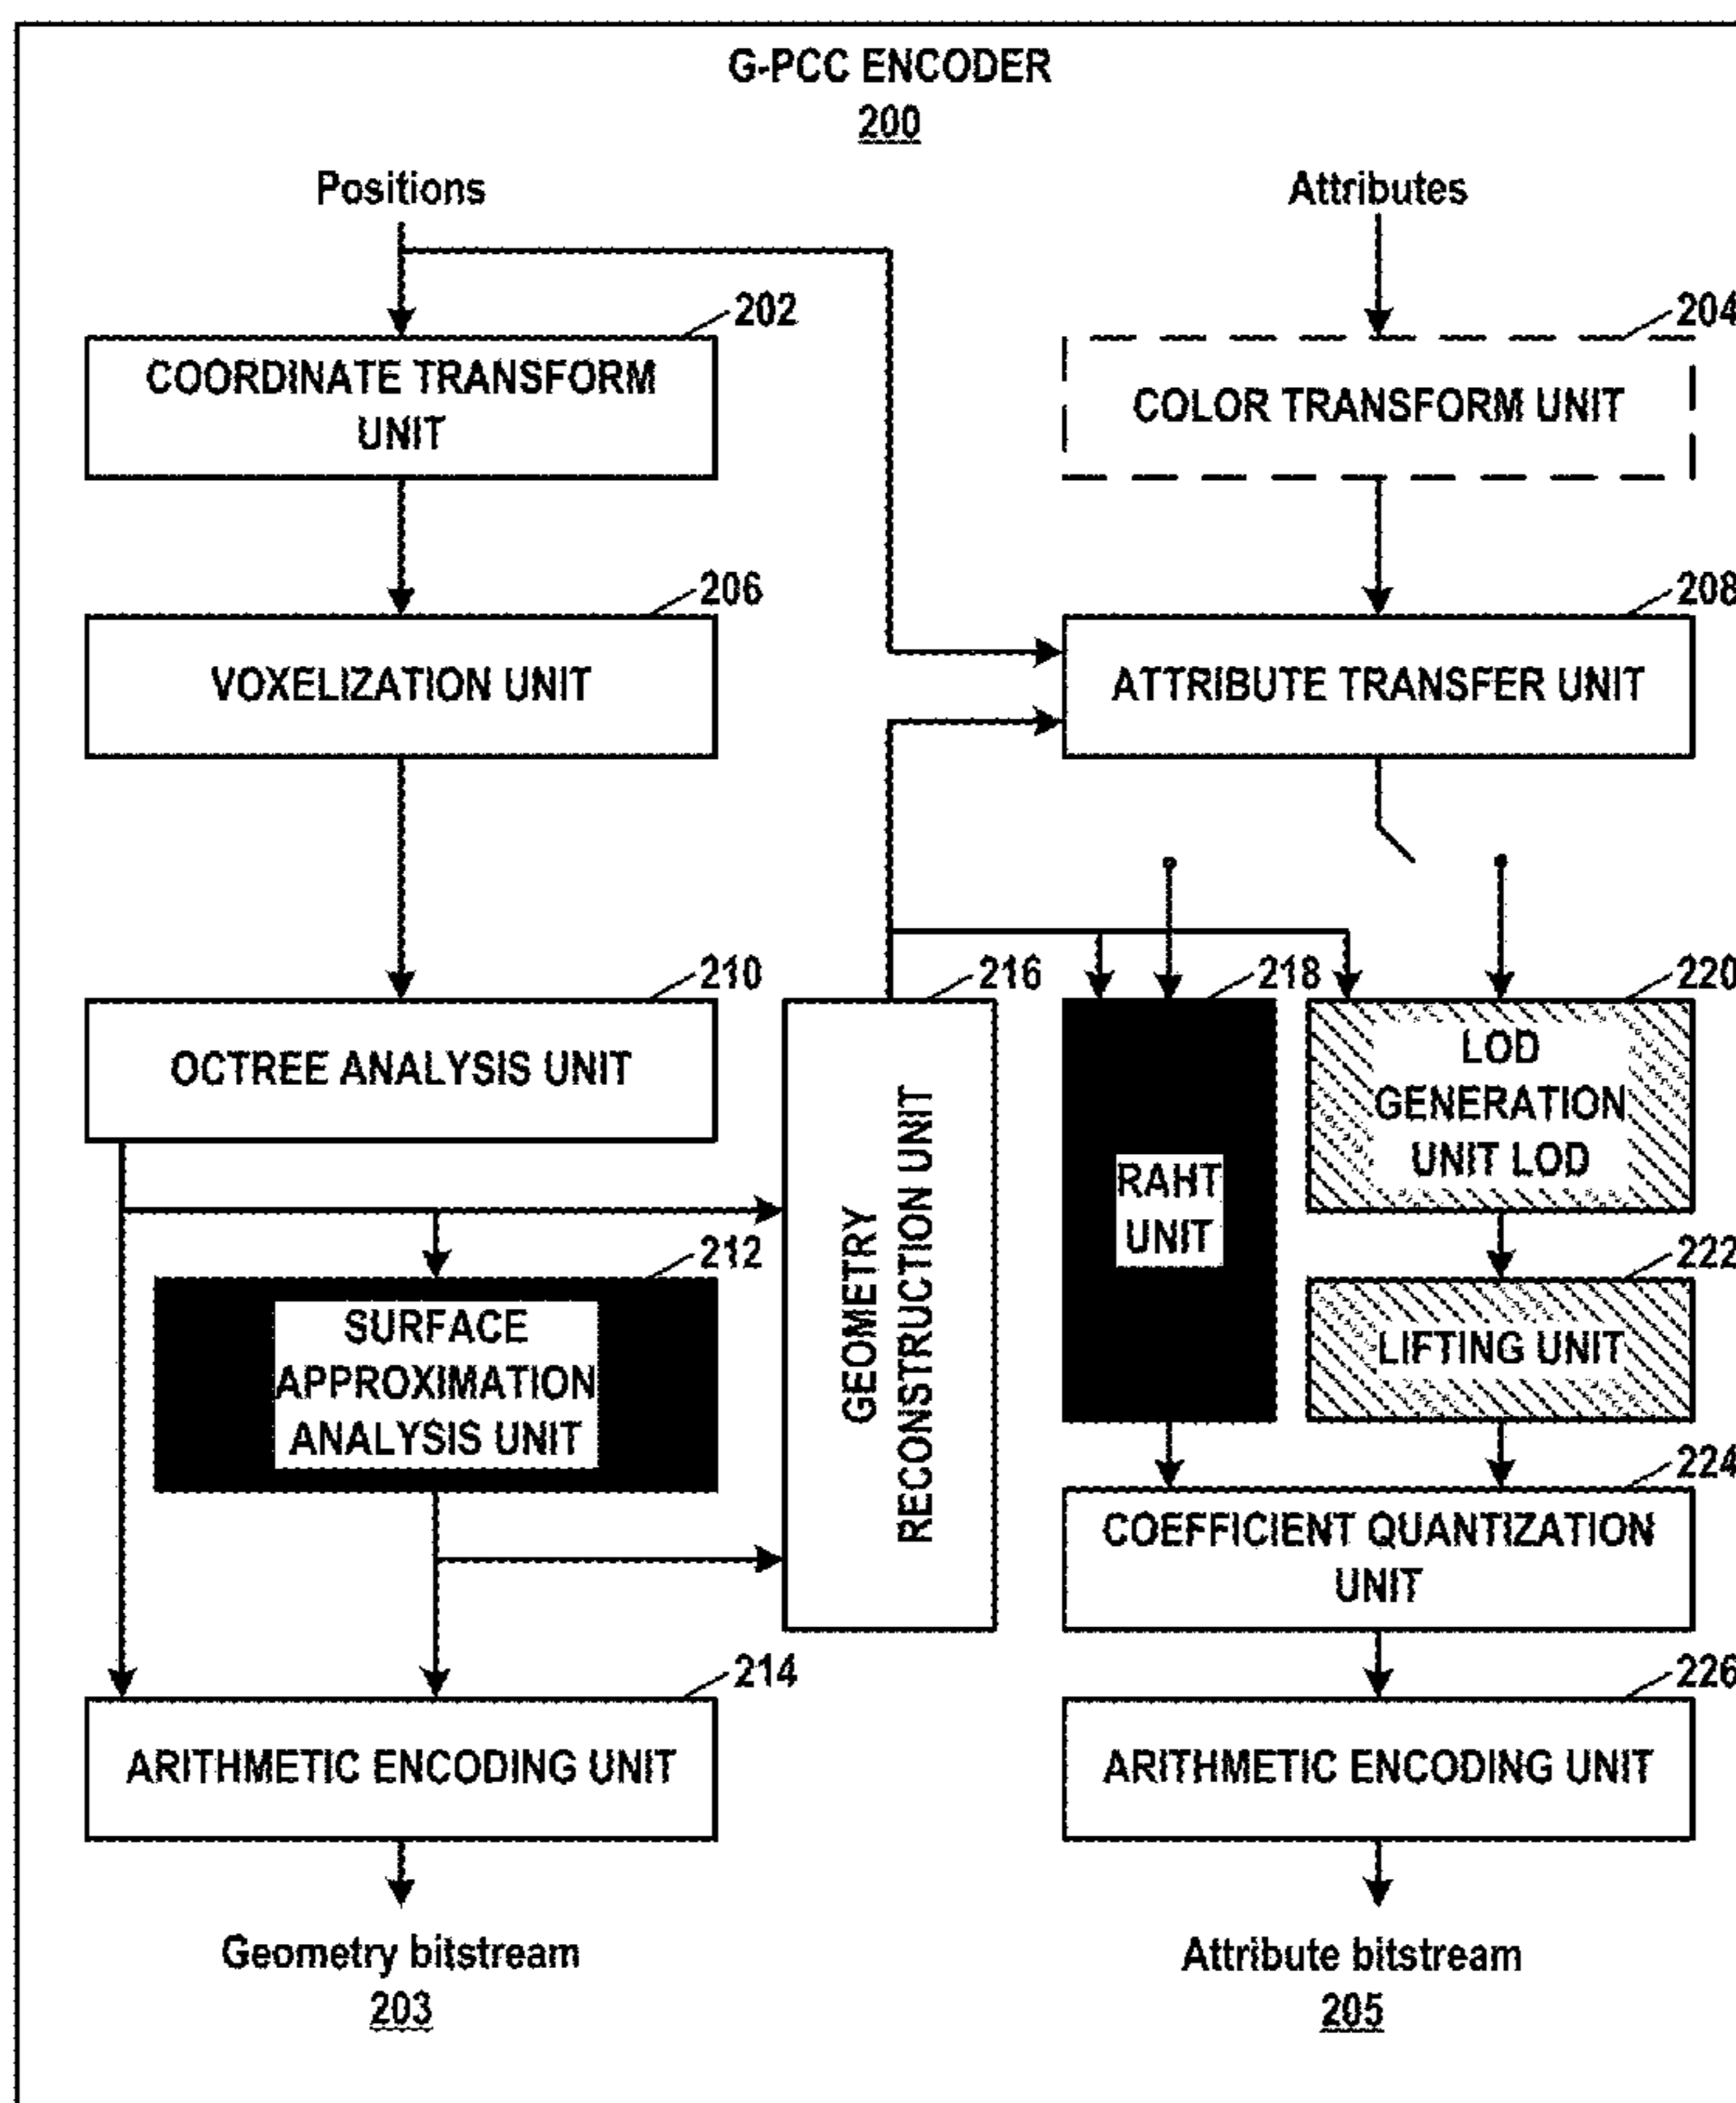 G-PCC ENCODER
200
Positions
Attributes
202
204
COORDINATE TRANSFORM
UNIT
COLOR TRANSFORM UNIT
206
208
VOXELIZATION UNIT
ATTRIBUTE TRANSFER UNIT
210
216
218
220
OCTREE ANALYSIS UNIT
GEOMETRY
RECONSTRUCTION UNIT
RAHT
UNIT
LOD
GENERATION
UNIT LOD
212
222
SURFACE
APPROXIMATION
ANALYSIS UNIT
LIFTING UNIT
224
COEFFICIENT QUANTIZATION
UNIT
214
226
ARITHMETIC ENCODING UNIT
ARITHMETIC ENCODING UNIT
Geometry bitstream
203
Attribute bitstream
205